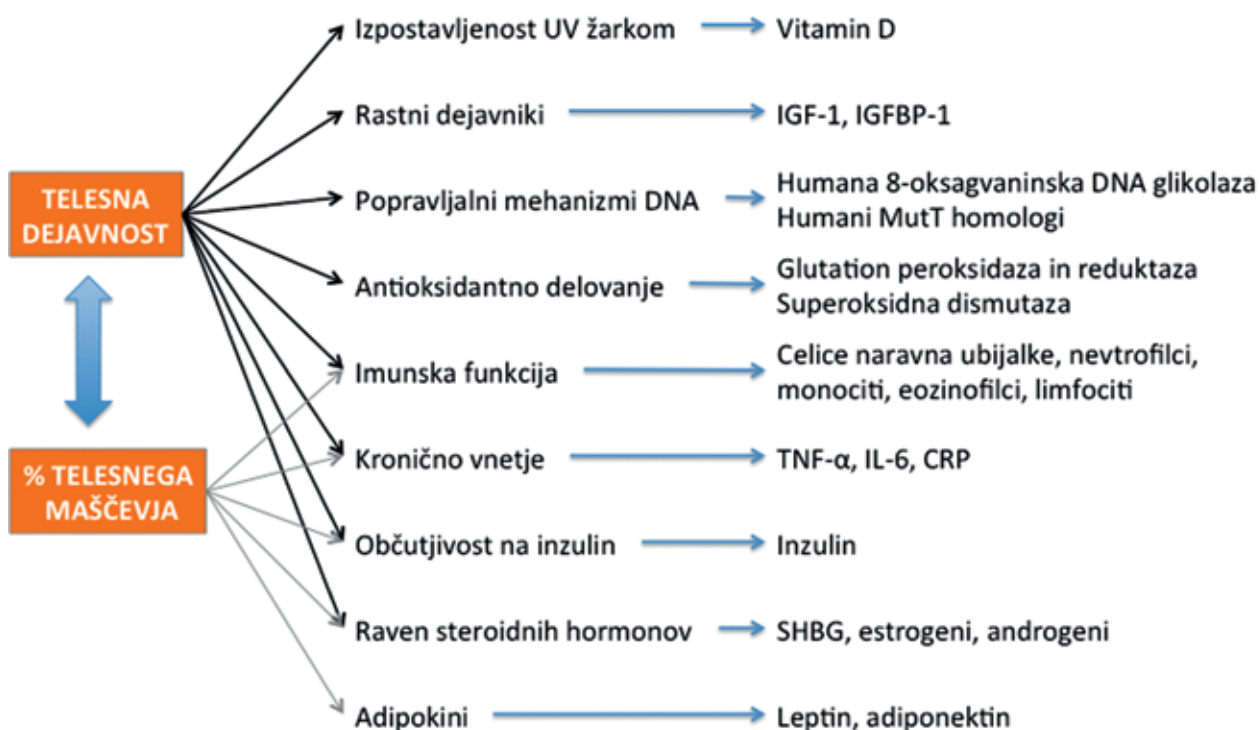 Izpostavljenost UV žarkom
Vitamin D
Rastni dejavniki
IGF-1, IGFBP-1
TELESNA
DEJAVNOST
Popravljalni mehanizmi DNA
Humana 8-oksagvaninska DNA glikolaza
Humani MutT homologi
Antioksidantno delovanje
Glutation peroksidaza in reduktaza
Superoksidna dismutaza
Imunska funkcija
Celice naravna ubijalke, nevtrofilci,
monociti, eozinofilci, limfociti
% TELESNEGA
MAŠČEVJA
Kronično vnetje
TNF-α, IL-6, CRP
Občutjivost na inzulin
Inzulin
Raven steroidnih hormonov
SHBG, estrogeni, androgeni
Adipokini
Leptin, adiponektin